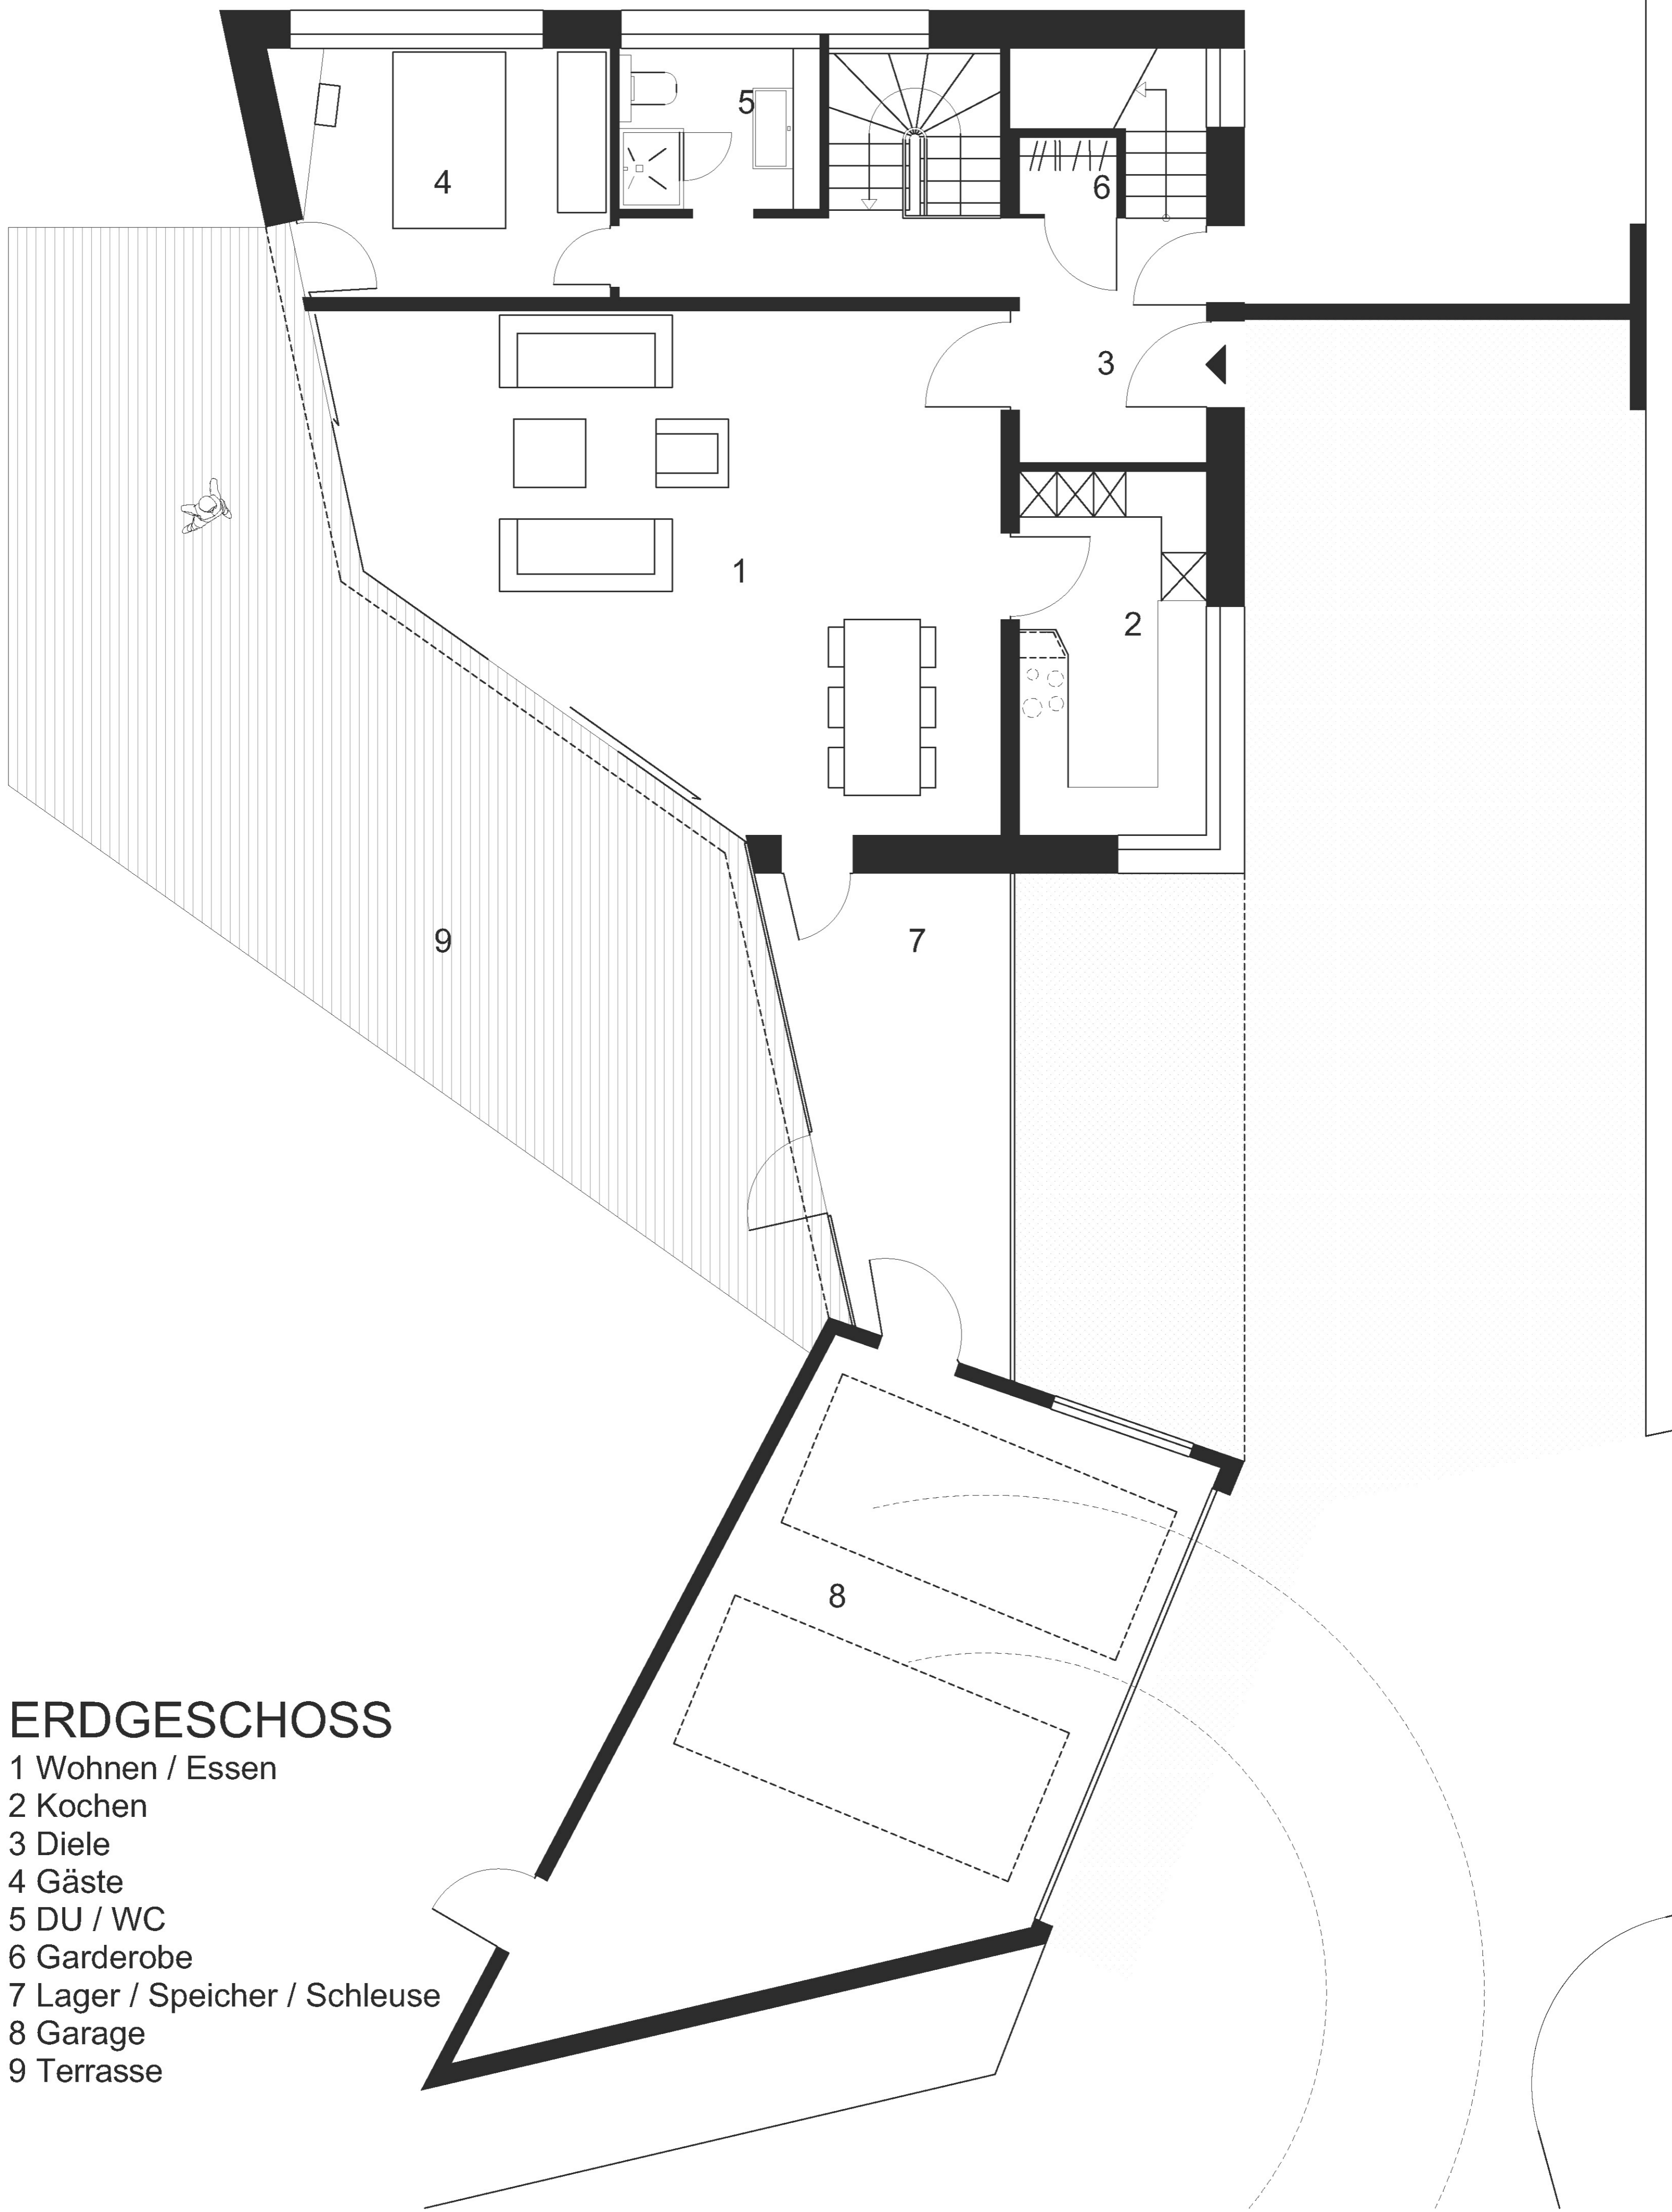 4
5
6
3
1
2
9
7
8
ERDGESCHOSS
1 Wohnen / Essen
2 Kochen
3 Diele
4 Gäste
5 DU / WC
6 Garderobe
7 Lager / Speicher / Schleuse
8 Garage
9 Terrasse